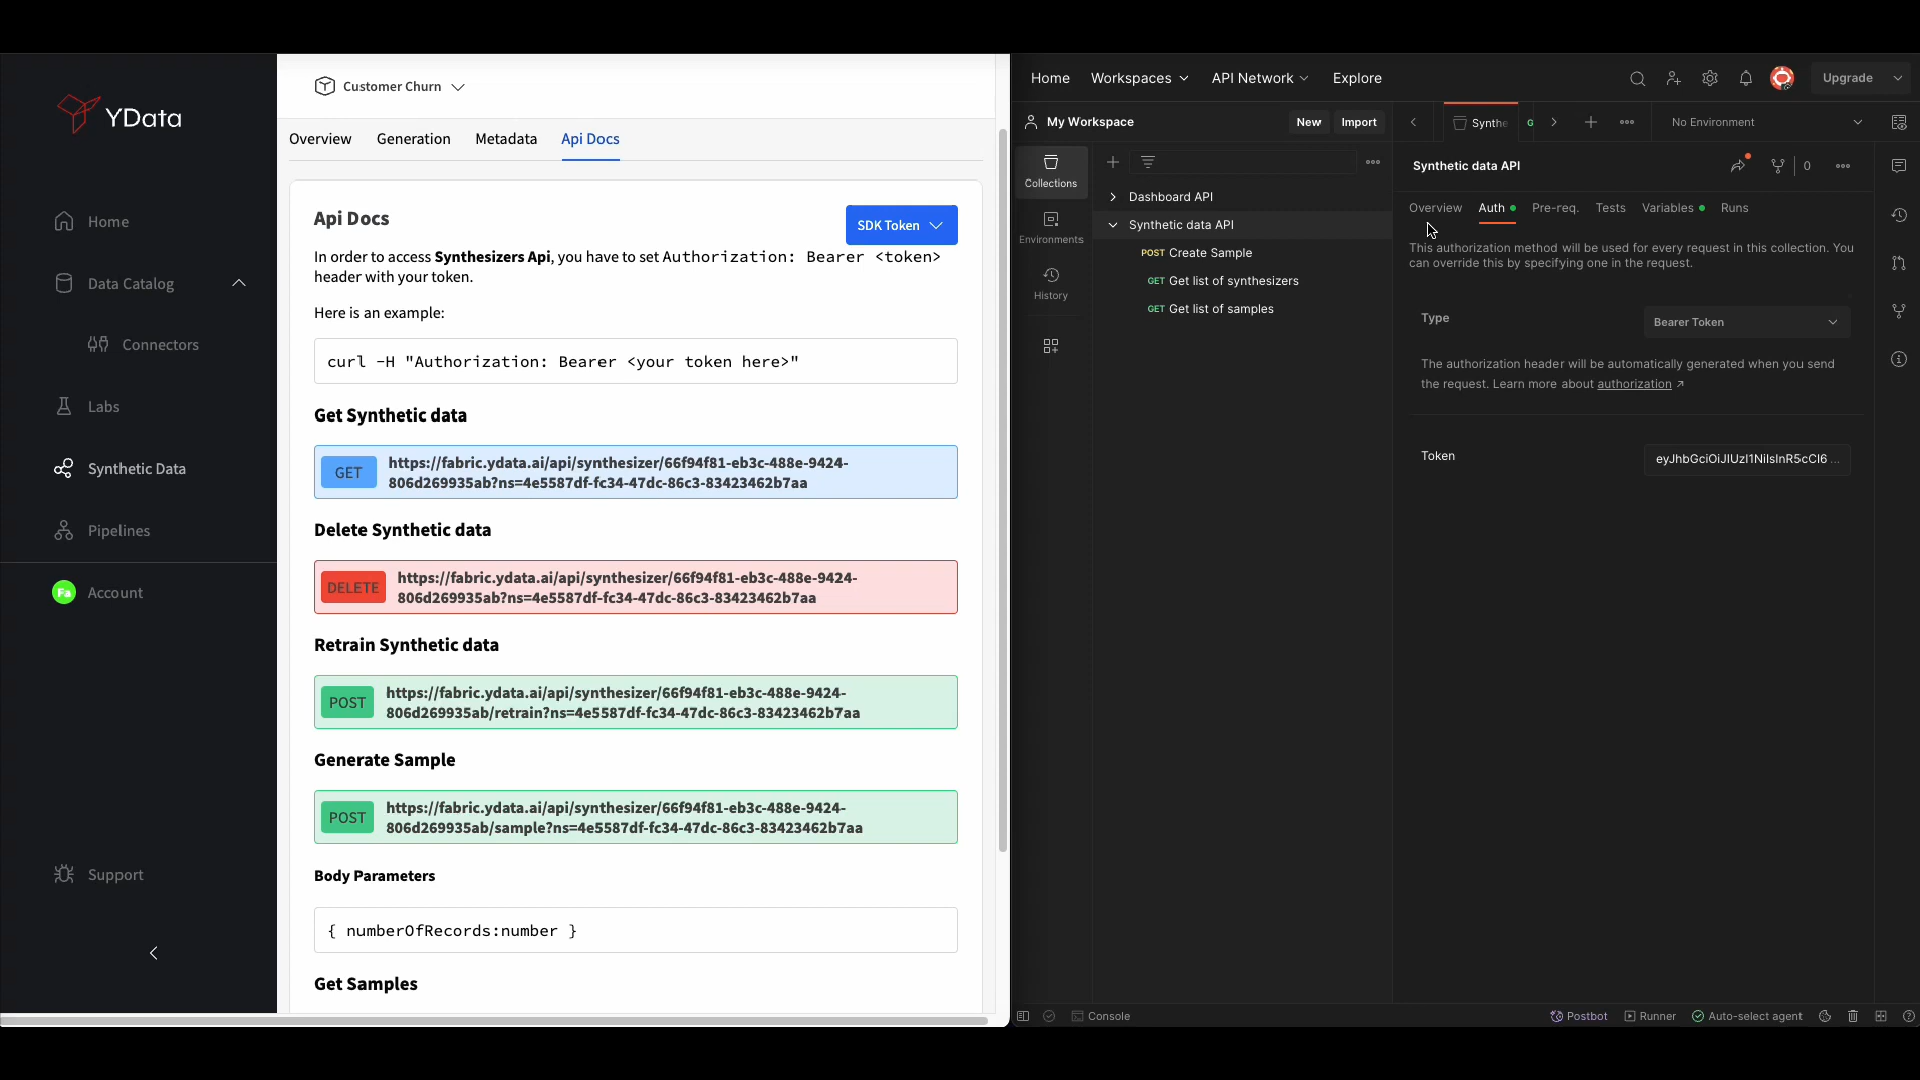 YData
Home
Data Catalog
Connectors
Labs
Synthetic Data
Pipelines
Fa
Account
Support
Customer Churn
Overview
Generation
Metadata
Api Docs
Api Docs
SDK Token
In order to access Synthesizers Api, you have to set Authorization: Bearer <token>
header with your token.
Here is an example:
curl -H "Authorization: Bearer <your token here>"
Get Synthetic data
GET
https://fabric.ydata.ai/api/synthesizer/66f94f81-eb3c-488e-9424-
806d269935ab?ns=4e5587df-fc34-47dc-86c3-83423462b7aa
Delete Synthetic data
DELETE
https://fabric.ydata.ai/api/synthesizer/66f94f81-eb3c-488e-9424-
806d269935ab?ns=4e5587df-fc34-47dc-86c3-83423462b7aa
Retrain Synthetic data
POST
https://fabric.ydata.ai/api/synthesizer/66f94f81-eb3c-488e-9424-
806d269935ab/retrain?ns=4e5587df-fc34-47dc-86c3-83423462b7aa
Generate Sample
POST
https://fabric.ydata.ai/api/synthesizer/66f94f81-eb3c-488e-9424-
806d269935ab/sample?ns=4e5587df-fc34-47dc-86c3-83423462b7aa
Body Parameters
{ numberOfRecords:number }
Get Samples
Home
Workspaces
API Network
Explore
Upgrade
My Workspace
New
Import
Collections
Environments
History
Dashboard API
Synthetic data API
POST Create Sample
GET Get list of synthesizers
GET Get list of samples
Synthe
G
No Environment
Synthetic data API
0
Overview
Auth
Pre-req.
Tests
Variables
Runs
This authorization method will be used for every request in this collection. You
can override this by specifying one in the request.
Type
Bearer Token
The authorization header will be automatically generated when you send
the request. Learn more about authorization ↗
Token
eyJhbGciOiJIUzI1NiIsInR5cCI6 ...
Console
Postbot
Runner
Auto-select agent